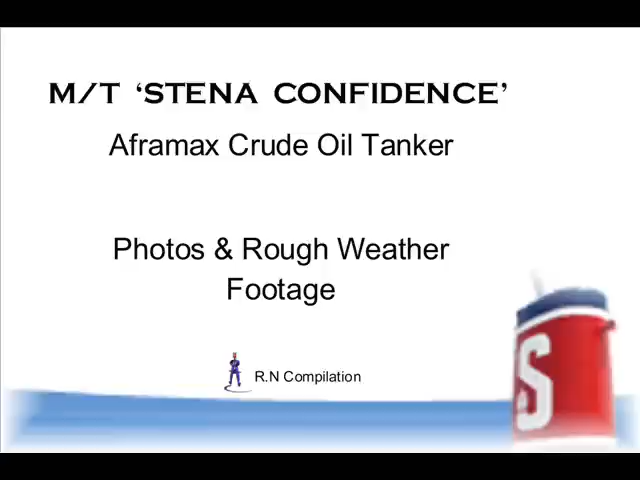 M/T ‘STENA CONFIDENCE’
Aframax Crude Oil Tanker
Photos & Rough Weather
Footage
R.N Compilation
S